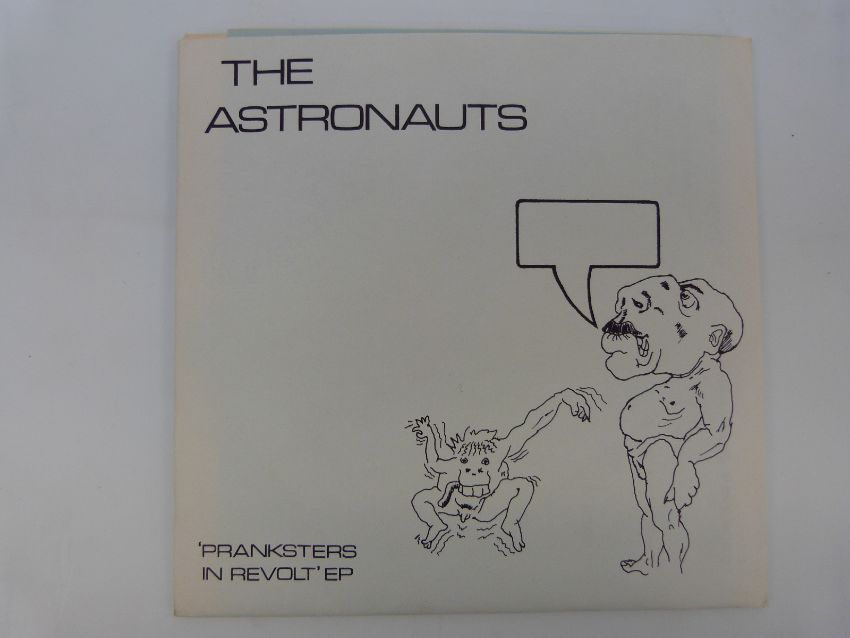 THE
ASTRONAUTS
'PRANKSTERS
IN REVOLT' EP